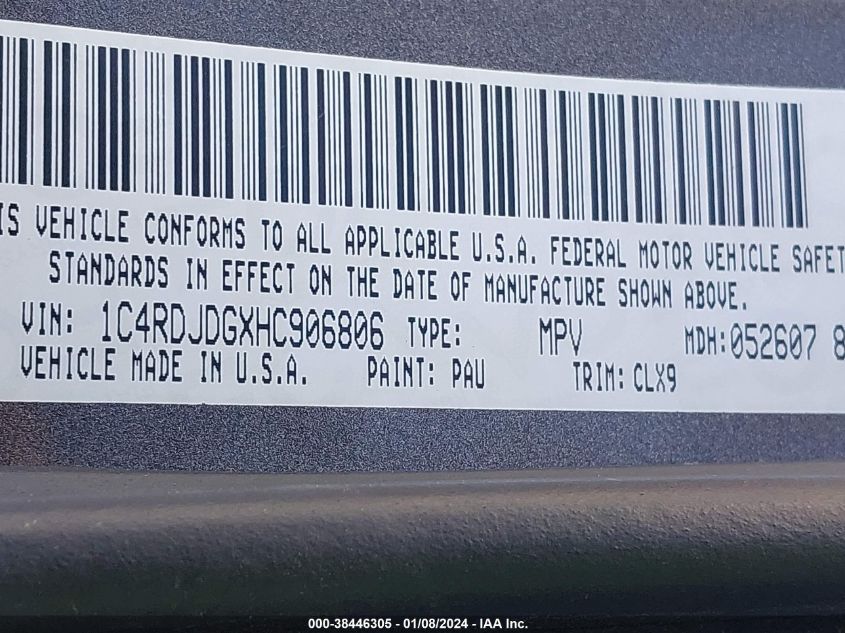 IS VEHICLE CONFORMS TO ALL APPLICABLE U.S.A. FEDERAL MOTOR VEHICLE SAFET
STANDARDS IN EFFECT ON THE DATE OF MANUFACTURE SHOWN ABOVE.
VIN: 1C4RDJDGXHC906806 TYPE: MPV MDH:052607 8
VEHICLE MADE IN U.S.A. PAINT: PAU TRIM: CLX9
000-38446305 - 01/08/2024 - IAA Inc.